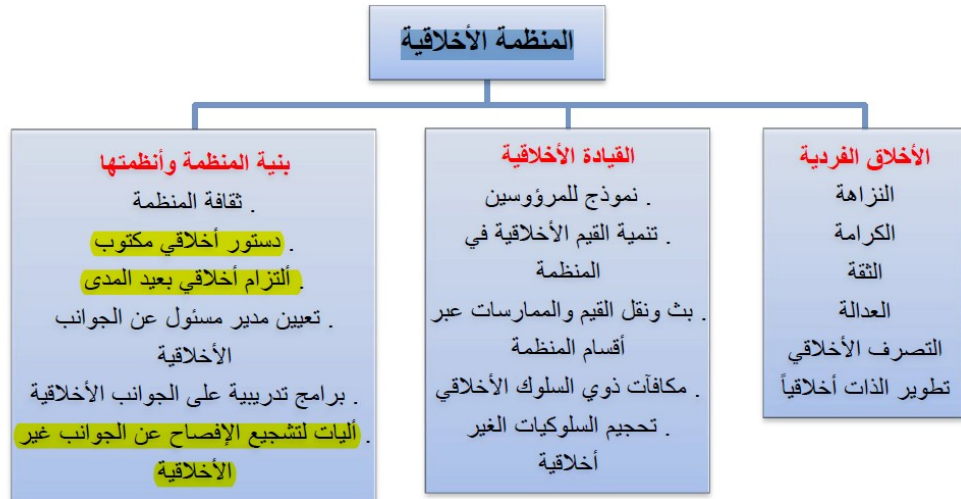 المنظمة الأخلاقية
الأخلاق الفردية
النزاهة
الكرامة
الثقة
العدالة
التصرف الأخلاقي
تطوير الذات أخلاقياً
القيادة الأخلاقية
. نموذج للمرؤوسين
. تنمية القيم الأخلاقية في
المنظمة
. بث ونقل القيم والممارسات عبر
أقسام المنظمة
. مكافآت ذوي السلوك الأخلاقي
. تحجيم السلوكيات الغير
أخلاقية
بنية المنظمة وأنظمتها
. ثقافة المنظمة
. دستور أخلاقي مكتوب
. ألتزام أخلاقي بعيد المدى
. تعيين مدير مسئول عن الجوانب
الأخلاقية
. برامج تدريبية على الجوانب الأخلاقية
. أليات لتشجيع الإفصاح عن الجوانب غير
الأخلاقية